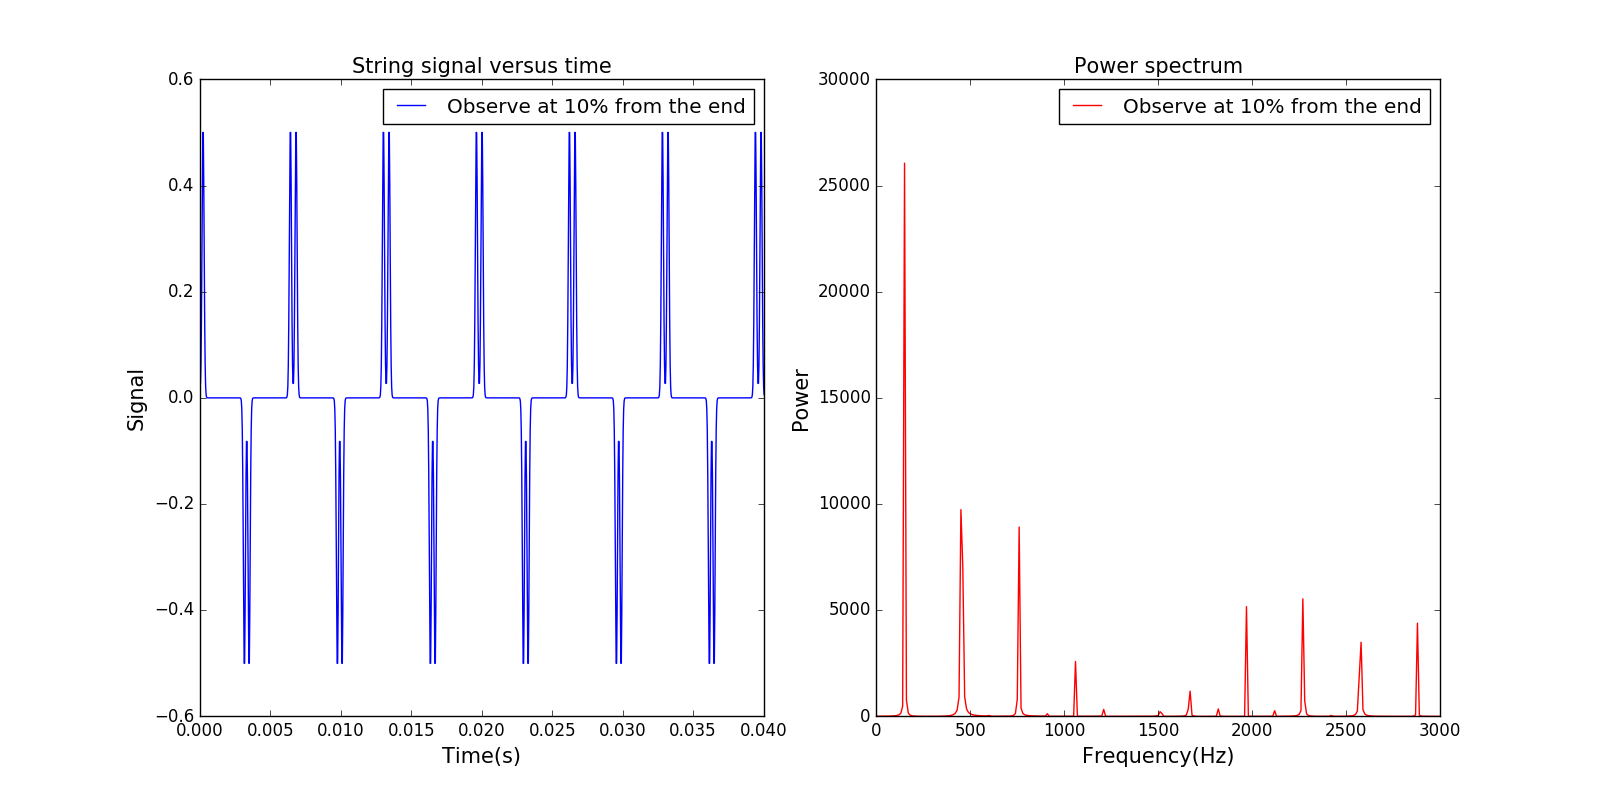 String signal versus time
Observe at 10% from the end
0.6
0.4
0.2
0.0
−0.2
−0.4
−0.6
Signal
0.000 0.005 0.010 0.015 0.020 0.025 0.030 0.035 0.040
Time(s)
Power spectrum
Observe at 10% from the end
30000
25000
20000
15000
10000
5000
0
Power
0 500 1000 1500 2000 2500 3000
Frequency(Hz)